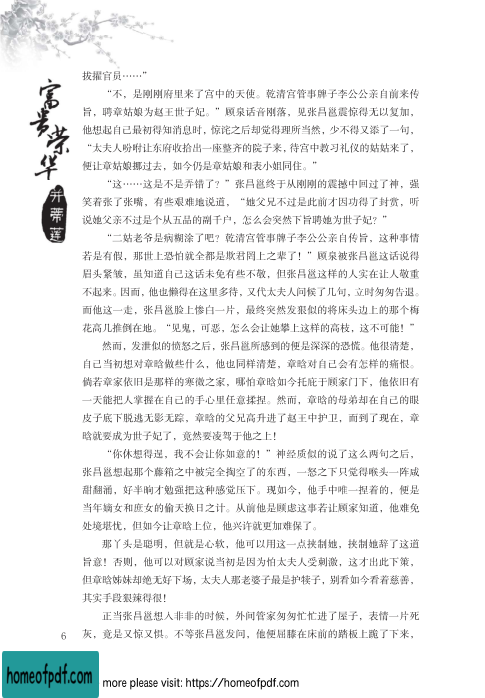 富贵荣华
并蒂莲
拔擢官员……”
“不，是刚刚府里来了宫中的天使。乾清宫管事牌子李公公亲自前来传
旨，聘章姑娘为赵王世子妃。”顾泉话音刚落，见张昌邕震惊得无以复加，
他想起自己最初得知消息时，惊诧之后却觉得理所当然，少不得又添了一句，
“太夫人吩咐让东府收拾出一座整齐的院子来，待宫中教习礼仪的姑姑来了，
便让章姑娘挪过去，如今仍是章姑娘和表小姐同住。”
“这……这是不是弄错了？”张昌邕终于从刚刚的震撼中回过了神，强
笑着张了张嘴，有些艰难地说道，“她父兄不过是此前才因功得了封赏，听
说她父亲不过是个从五品的副千户，怎么会突然下旨聘她为世子妃？”
“二姑老爷是病糊涂了吧？乾清宫管事牌子李公公亲自传旨，这种事情
若是有假，那世上恐怕就全都是欺君罔上之辈了！”顾泉被张昌邕这话说得
眉头紧皱，虽知道自己这话未免有些不敬，但张昌邕这样的人实在让人敬重
不起来。因而，他也懒得在这里多待，又代太夫人问候了几句，立时匆匆告退。
而他这一走，张昌邕脸上惨白一片，最终突然发狠似的将床头边上的那个梅
花高几推倒在地。“见鬼，可恶，怎么会让她攀上这样的高枝，这不可能！”
然而，发泄似的愤怒之后，张昌邕所感到的便是深深的恐慌。他很清楚，
自己当初想对章晗做些什么，他也同样清楚，章晗对自己会有怎样的痛恨。
倘若章家依旧是那样的寒微之家，哪怕章晗如今托庇于顾家门下，他依旧有
一天能把人掌握在自己的手心里任意揉捏。然而，章晗的母弟却在自己的眼
皮子底下脱逃无影无踪，章晗的父兄高升进了赵王中护卫，而到了现在，章
晗就要成为世子妃了，竟然要凌驾于他之上！
“你休想得逞，我不会让你如意的！”神经质似的说了这么两句之后，
张昌邕想起那个藤箱之中被完全掏空了的东西，一怒之下只觉得喉头一阵咸
甜翻涌，好半晌才勉强把这种感觉压下。现如今，他手中唯一捏着的，便是
当年嫡女和庶女的偷天换日之计。从前他是顾虑这事若让顾家知道，他难免
处境堪忧，但如今让章晗上位，他兴许就更加难保了。
那丫头是聪明，但就是心软，他可以用这一点挟制她，挟制她辞了这道
旨意！否则，他可以对顾家说当初是因为怕太夫人受刺激，这才出此下策，
但章晗姊妹却绝无好下场，太夫人那老婆子最是护犊子，别看如今看着慈善，
其实手段狠辣得很！
正当张昌邕想入非非的时候，外间管家匆匆忙忙进了屋子，表情一片死
灰，竟是又惊又惧。不等张昌邕发问，他便屈膝在床前的踏板上跪了下来，
6
homeofpdf.com
more please visit: https://homeofpdf.com